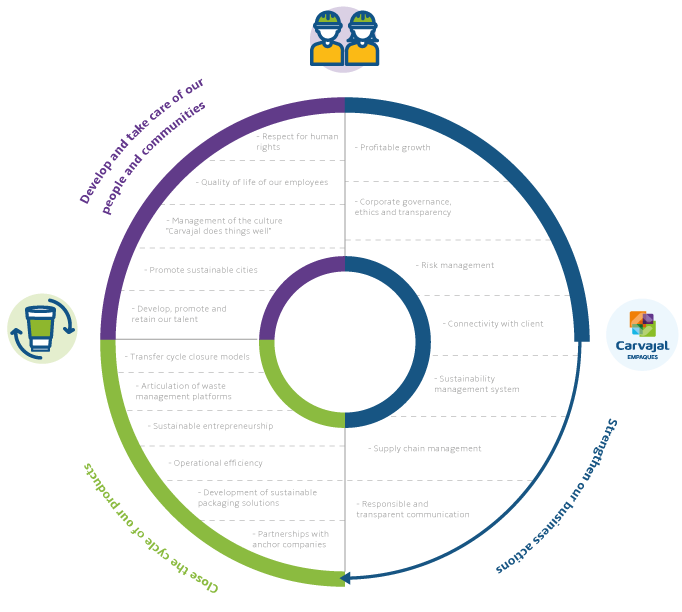 Develop and take care of our
people and communities
- Respect for human
rights
- Quality of life of our employees
- Management of the culture
"Carvajal does things well"
- Promote sustainable cities
- Develop, promote and
retain our talent
- Transfer cycle closure models
- Articulation of waste
management platforms
- Sustainable entrepreneurship
- Operational efficiency
- Development of sustainable
packaging solutions
- Partnerships with
anchor companies
Close the cycle of our products
- Profitable growth
- Corporate governance,
ethics and transparency
- Risk management
- Connectivity with client
- Sustainability
management system
- Supply chain management
- Responsible and
transparent communication
Strengthen our business actions
Carvajal
EMPAQUES